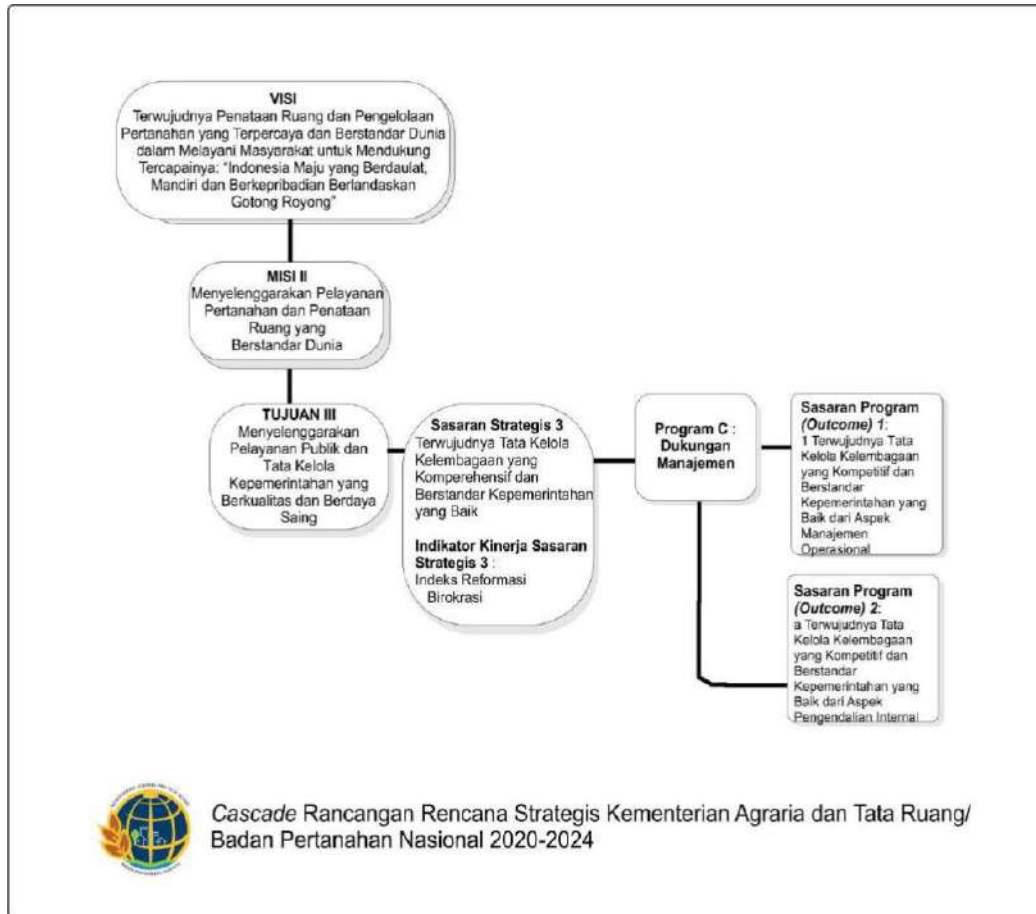 VISI
Terwujudnya Penataan Ruang dan Pengelolaan
Pertanahan yang Terpercaya dan Berstandar Dunia
dalam Melayani Masyarakat untuk Mendukung
Tercapainya: "Indonesia Maju yang Berdaulat,
Mandiri dan Berkepribadian Berlandaskan
Gotong Royong"
MISI II
Menyelenggarakan Pelayanan
Pertanahan dan Penataan
Ruang yang
Berstandar Dunia
TUJUAN III
Menyelenggarakan
Pelayanan Publik dan
Tata Kelola
Kepemerintahan yang
Berkualitas dan Berdaya
Saing
Sasaran Strategis 3
Terwujudnya Tata Kelola
Kelembagaan yang
Komperehensif dan
Berstandar Kepemerintahan
yang Baik
Indikator Kinerja Sasaran
Strategis 3 :
Indeks Reformasi
Birokrasi
Program C :
Dukungan
Manajemen
Sasaran Program
(Outcome) 1:
1 Terwujudnya Tata
Kelola Kelembagaan
yang Kompetitif dan
Berstandar
Kepemerintahan yang
Baik dari Aspek
Manajemen
Operasional
Sasaran Program
(Outcome) 2:
a Terwujudnya Tata
Kelola Kelembagaan
yang Kompetitif dan
Berstandar
Kepemerintahan yang
Baik dari Aspek
Pengendalian Internal
Cascade Rancangan Rencana Strategis Kementerian Agraria dan Tata Ruang/
Badan Pertanahan Nasional 2020-2024